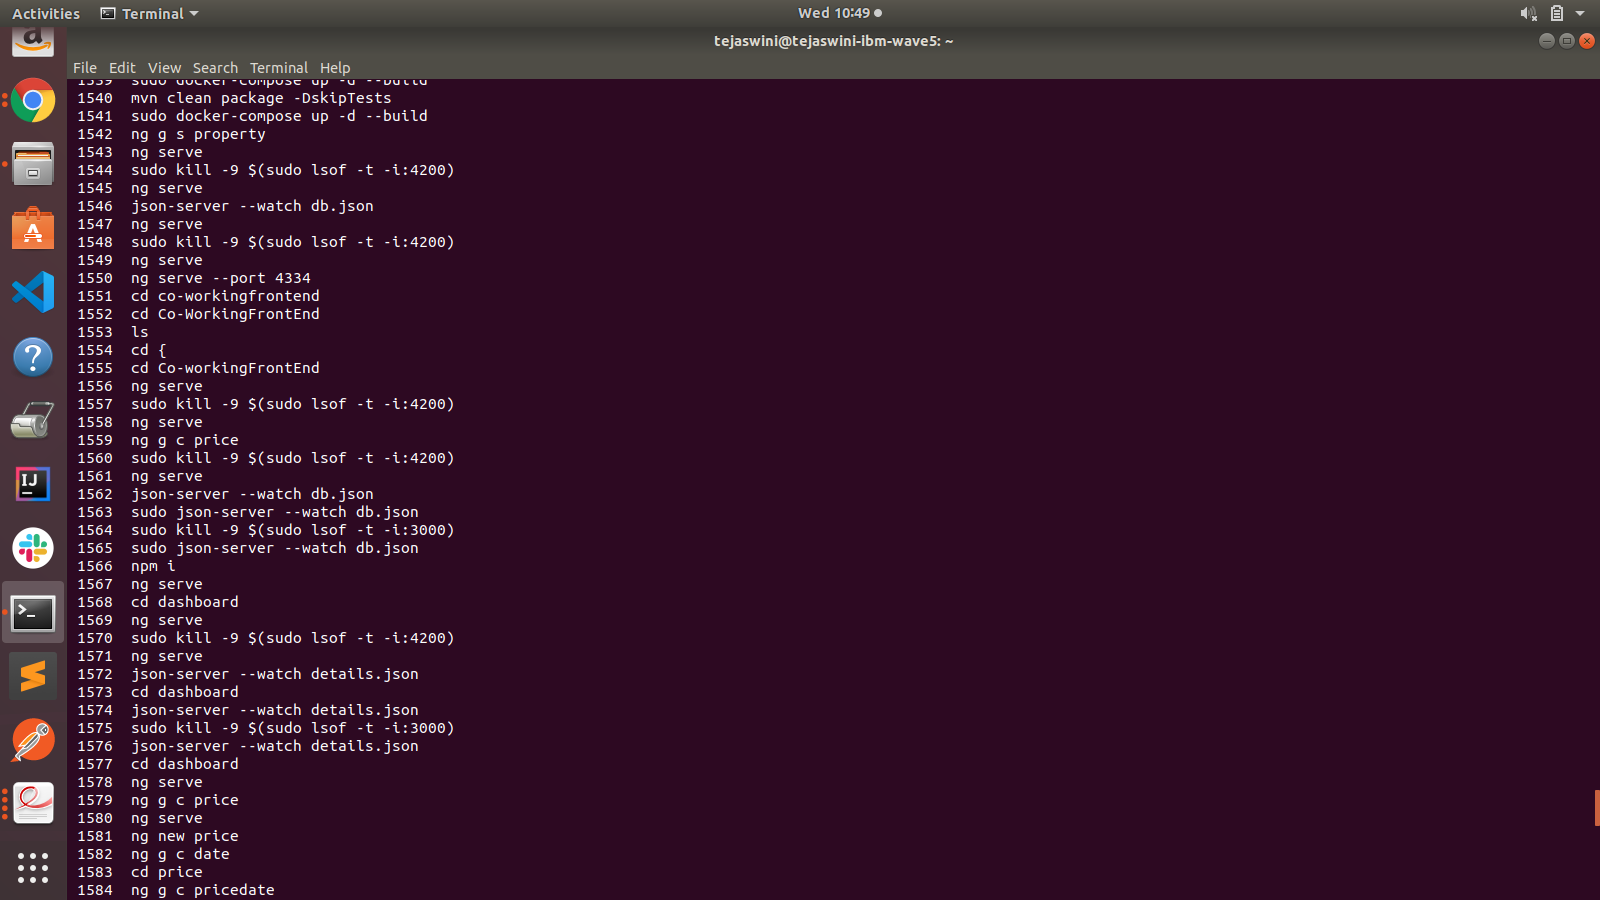 Activities Terminal Wed 10:49
tejaswini@tejaswini-ibm-wave5: ~
File Edit View Search Terminal Help
1539 sudo docker-compose up -d --build
1540 mvn clean package -DskipTests
1541 sudo docker-compose up -d --build
1542 ng g s property
1543 ng serve
1544 sudo kill -9 $(sudo lsof -t -i:4200)
1545 ng serve
1546 json-server --watch db.json
1547 ng serve
1548 sudo kill -9 $(sudo lsof -t -i:4200)
1549 ng serve
1550 ng serve --port 4334
1551 cd co-workingfrontend
1552 cd Co-WorkingFrontEnd
1553 ls
1554 cd {
1555 cd Co-workingFrontEnd
1556 ng serve
1557 sudo kill -9 $(sudo lsof -t -i:4200)
1558 ng serve
1559 ng g c price
1560 sudo kill -9 $(sudo lsof -t -i:4200)
1561 ng serve
1562 json-server --watch db.json
1563 sudo json-server --watch db.json
1564 sudo kill -9 $(sudo lsof -t -i:3000)
1565 sudo json-server --watch db.json
1566 npm i
1567 ng serve
1568 cd dashboard
1569 ng serve
1570 sudo kill -9 $(sudo lsof -t -i:4200)
1571 ng serve
1572 json-server --watch details.json
1573 cd dashboard
1574 json-server --watch details.json
1575 sudo kill -9 $(sudo lsof -t -i:3000)
1576 json-server --watch details.json
1577 cd dashboard
1578 ng serve
1579 ng g c price
1580 ng serve
1581 ng new price
1582 ng g c date
1583 cd price
1584 ng g c pricedate